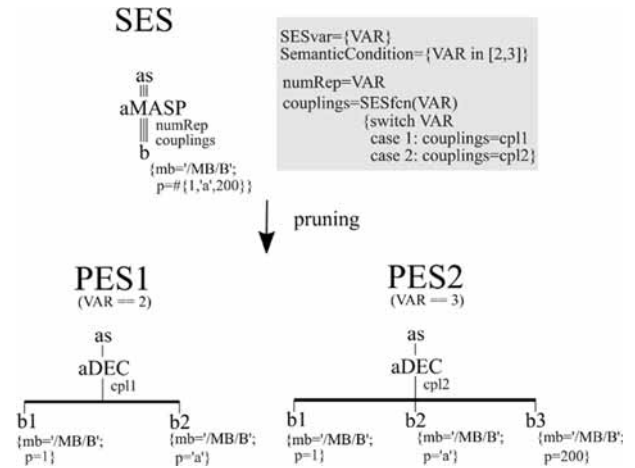 SES
SESvar={VAR}
SemanticCondition={VAR in [2,3]}
numRep=VAR
couplings=SESfcn(VAR)
{switch VAR
case 1: couplings=cpl1
case 2: couplings=cpl2}
as
aMASP
numRep
couplings
b
{mb='/MB/B';
p=#{1,'a',200}}
pruning
PES1
(VAR == 2)
as
aDEC
cpl1
b1
b2
{mb='/MB/B';
p=1}
{mb='/MB/B';
p='a'}
PES2
(VAR == 3)
as
aDEC
cpl2
b1
b2
b3
{mb='/MB/B';
p=1}
{mb='/MB/B';
p='a'}
{mb='/MB/B';
p=200}